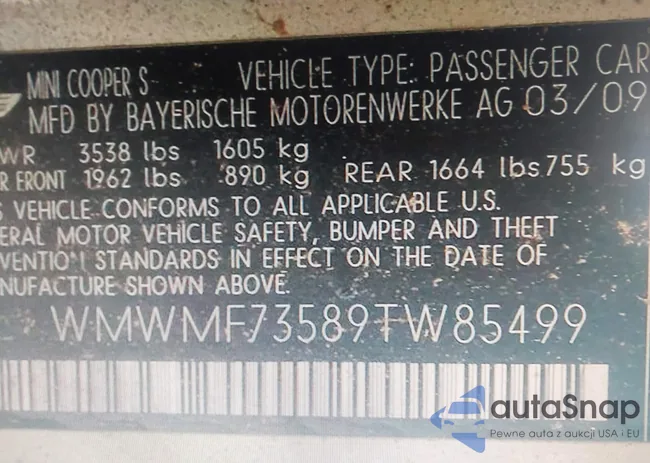 MINI COOPER S VEHICLE TYPE: PASSENGER CAR
MFD BY BAYERISCHE MOTORENWERKE AG 03/09
WR 3538 lbs 1605 kg
R FRONT 1962 lbs 890 kg REAR 1664 lbs 755 kg
S VEHICLE CONFORMS TO ALL APPLICABLE U.S.
ERAL MOTOR VEHICLE SAFETY, BUMPER AND THEFT
VENTION STANDARDS IN EFFECT ON THE DATE OF
NUFACTURE SHOWN ABOVE.
WMWMF73589TW85499
autaSnap
Pewne auta z aukcji USA i EU